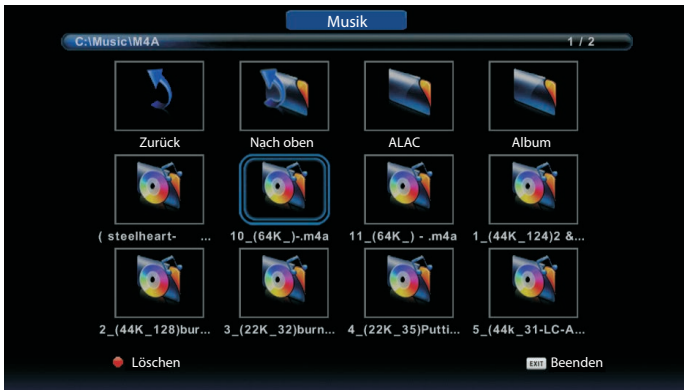 Musik
C:\Music\M4A 1 / 2
Zurück Nach oben ALAC Album
( steelheart- ... 10_(64K_)-.m4a 11_(64K_) - .m4a 1_(44K_124)2 &...
2_(44K_128)bur... 3_(22K_32)burn... 4_(22K_35)Putti... 5_(44k_31-LC-A...
Löschen EXIT Beenden